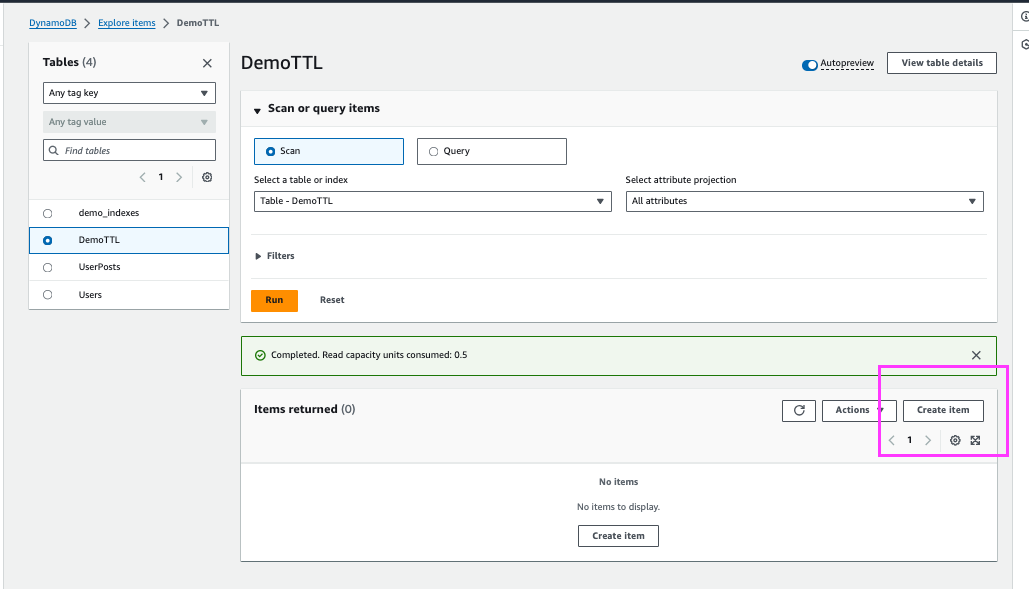 DynamoDB > Explore items > DemoTTL
Tables (4)
Any tag key
Any tag value
Find tables
1
demo_indexes
DemoTTL
UserPosts
Users
DemoTTL
Autopreview
View table details
Scan or query items
Scan
Query
Select a table or index
Select attribute projection
Table - DemoTTL
All attributes
Filters
Run
Reset
Completed. Read capacity units consumed: 0.5
Items returned (0)
Actions
Create item
1
No items
No items to display.
Create item